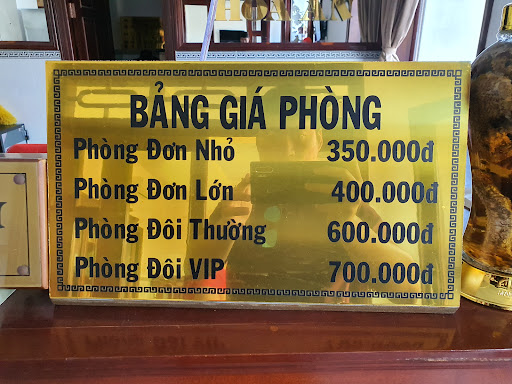 BẢNG GIÁ PHÒNG
Phòng Đơn Nhỏ 350.000đ
Phòng Đơn Lớn 400.000đ
Phòng Đôi Thường 600.000đ
Phòng Đôi VIP 700.000đ